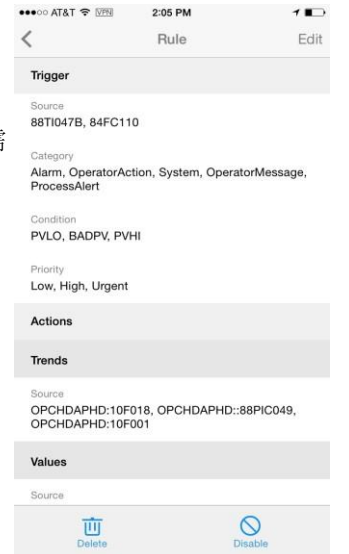 AT&T VPN 2:05 PM
Rule Edit
Trigger
Source
88TI047B, 84FC110
Category
Alarm, OperatorAction, System, OperatorMessage,
ProcessAlert
Condition
PVLO, BADPV, PVHI
Priority
Low, High, Urgent
Actions
Trends
Source
OPCHDAPHD:10F018, OPCHDAPHD::88PIC049,
OPCHDAPHD:10F001
Values
Source
Delete Disable